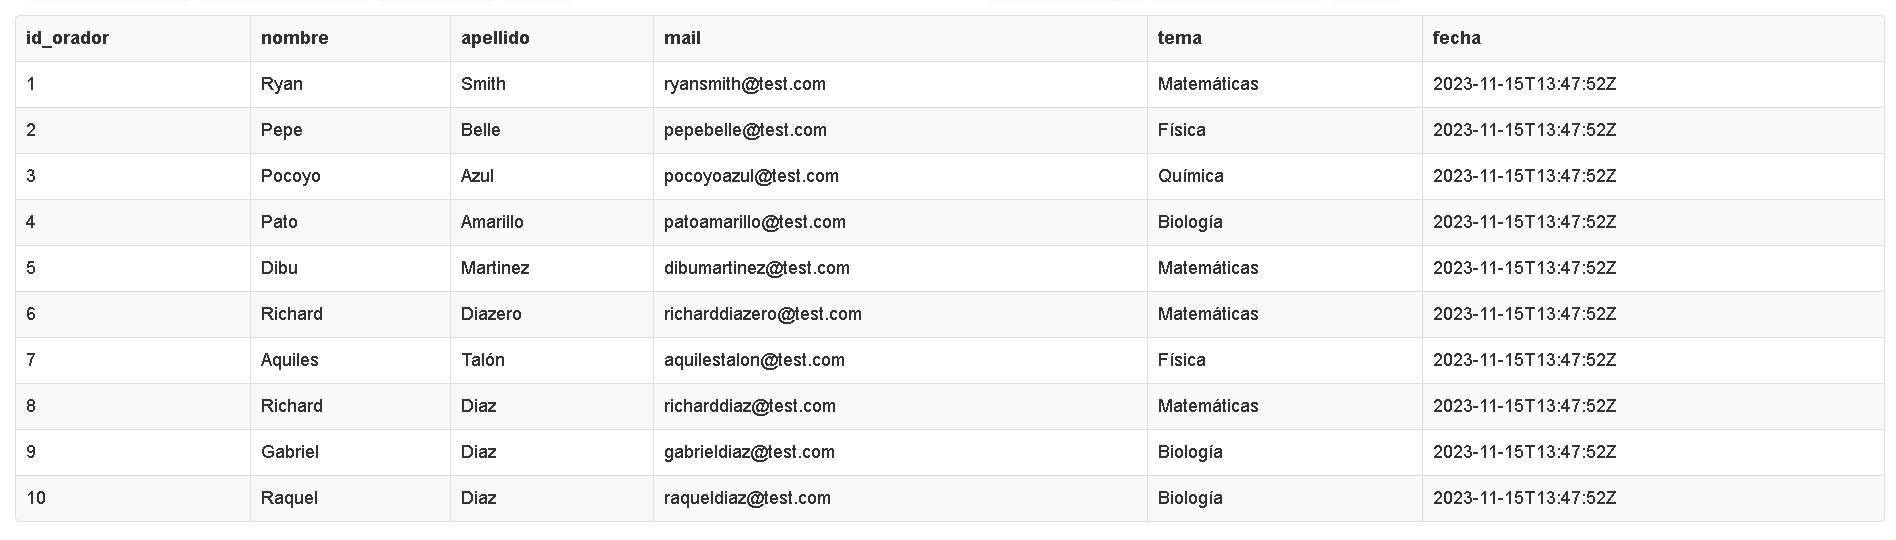 id_orador nombre apellido mail tema fecha
1 Ryan Smith ryansmith@test.com Matemáticas 2023-11-15T13:47:52Z
2 Pepe Belle pepebelle@test.com Física 2023-11-15T13:47:52Z
3 Pocoyo Azul pocoyoazul@test.com Química 2023-11-15T13:47:52Z
4 Pato Amarillo patoamarillo@test.com Biología 2023-11-15T13:47:52Z
5 Dibu Martinez dibumartinez@test.com Matemáticas 2023-11-15T13:47:52Z
6 Richard Diazero richarddiazero@test.com Matemáticas 2023-11-15T13:47:52Z
7 Aquiles Talón aquilestalon@test.com Física 2023-11-15T13:47:52Z
8 Richard Diaz richarddiaz@test.com Matemáticas 2023-11-15T13:47:52Z
9 Gabriel Diaz gabrieldiaz@test.com Biología 2023-11-15T13:47:52Z
10 Raquel Diaz raqueldiaz@test.com Biología 2023-11-15T13:47:52Z